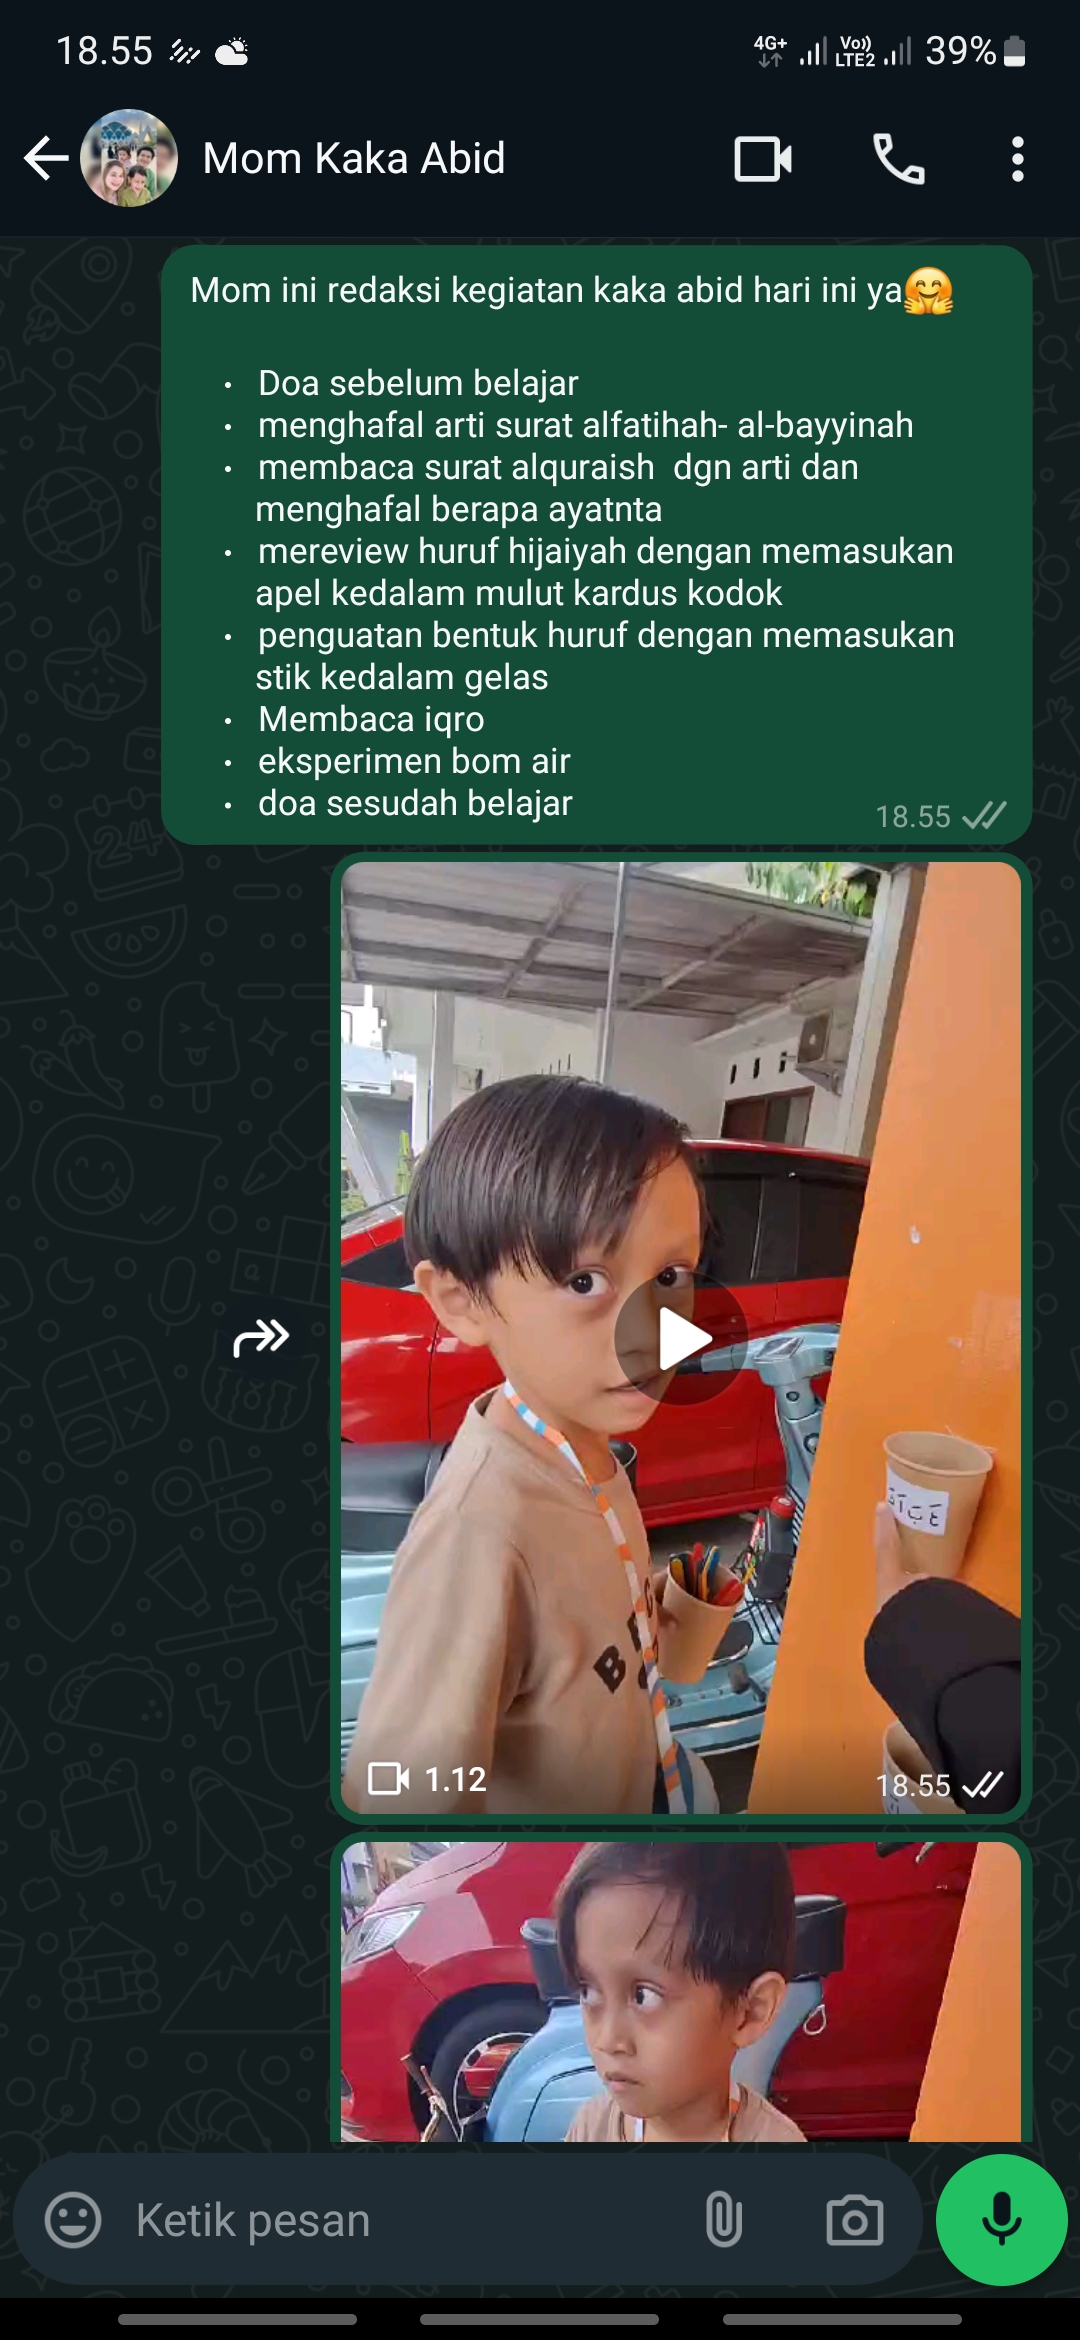 18.55
4G+
Vo))
LTE2
39%
Mom Kaka Abid
Mom ini redaksi kegiatan kaka abid hari ini ya🤗
• Doa sebelum belajar
• menghafal arti surat alfatihah- al-bayyinah
• membaca surat alquraish  dgn arti dan
menghafal berapa ayatnta
• mereview huruf hijaiyah dengan memasukan
apel kedalam mulut kardus kodok
• penguatan bentuk huruf dengan memasukan
stik kedalam gelas
• Membaca iqro
• eksperimen bom air
• doa sesudah belajar
18.55
1.12
18.55
Ketik pesan